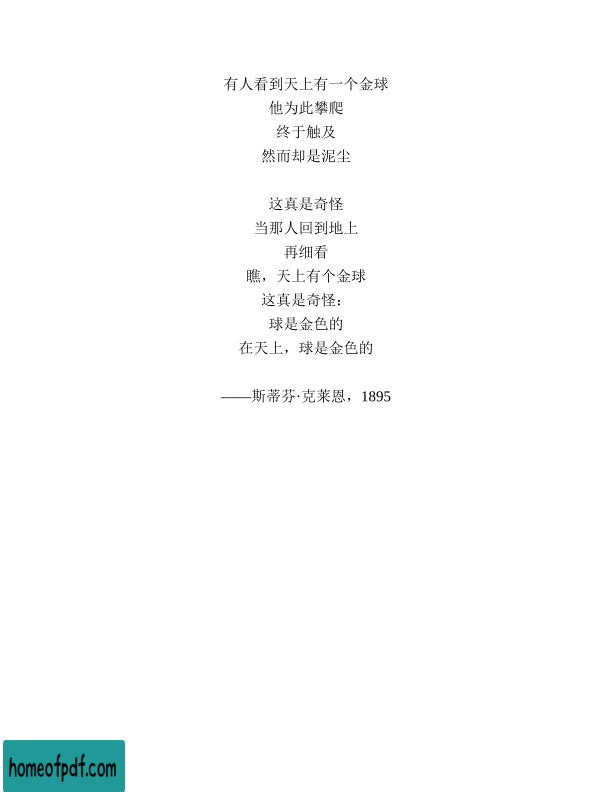 有人看到天上有一个金球
他为此攀爬
终于触及
然而却是泥尘
这真是奇怪
当那人回到地上
再细看
瞧，天上有个金球
这真是奇怪：
球是金色的
在天上，球是金色的
——斯蒂芬·克莱恩，1895
homeofpdf.com